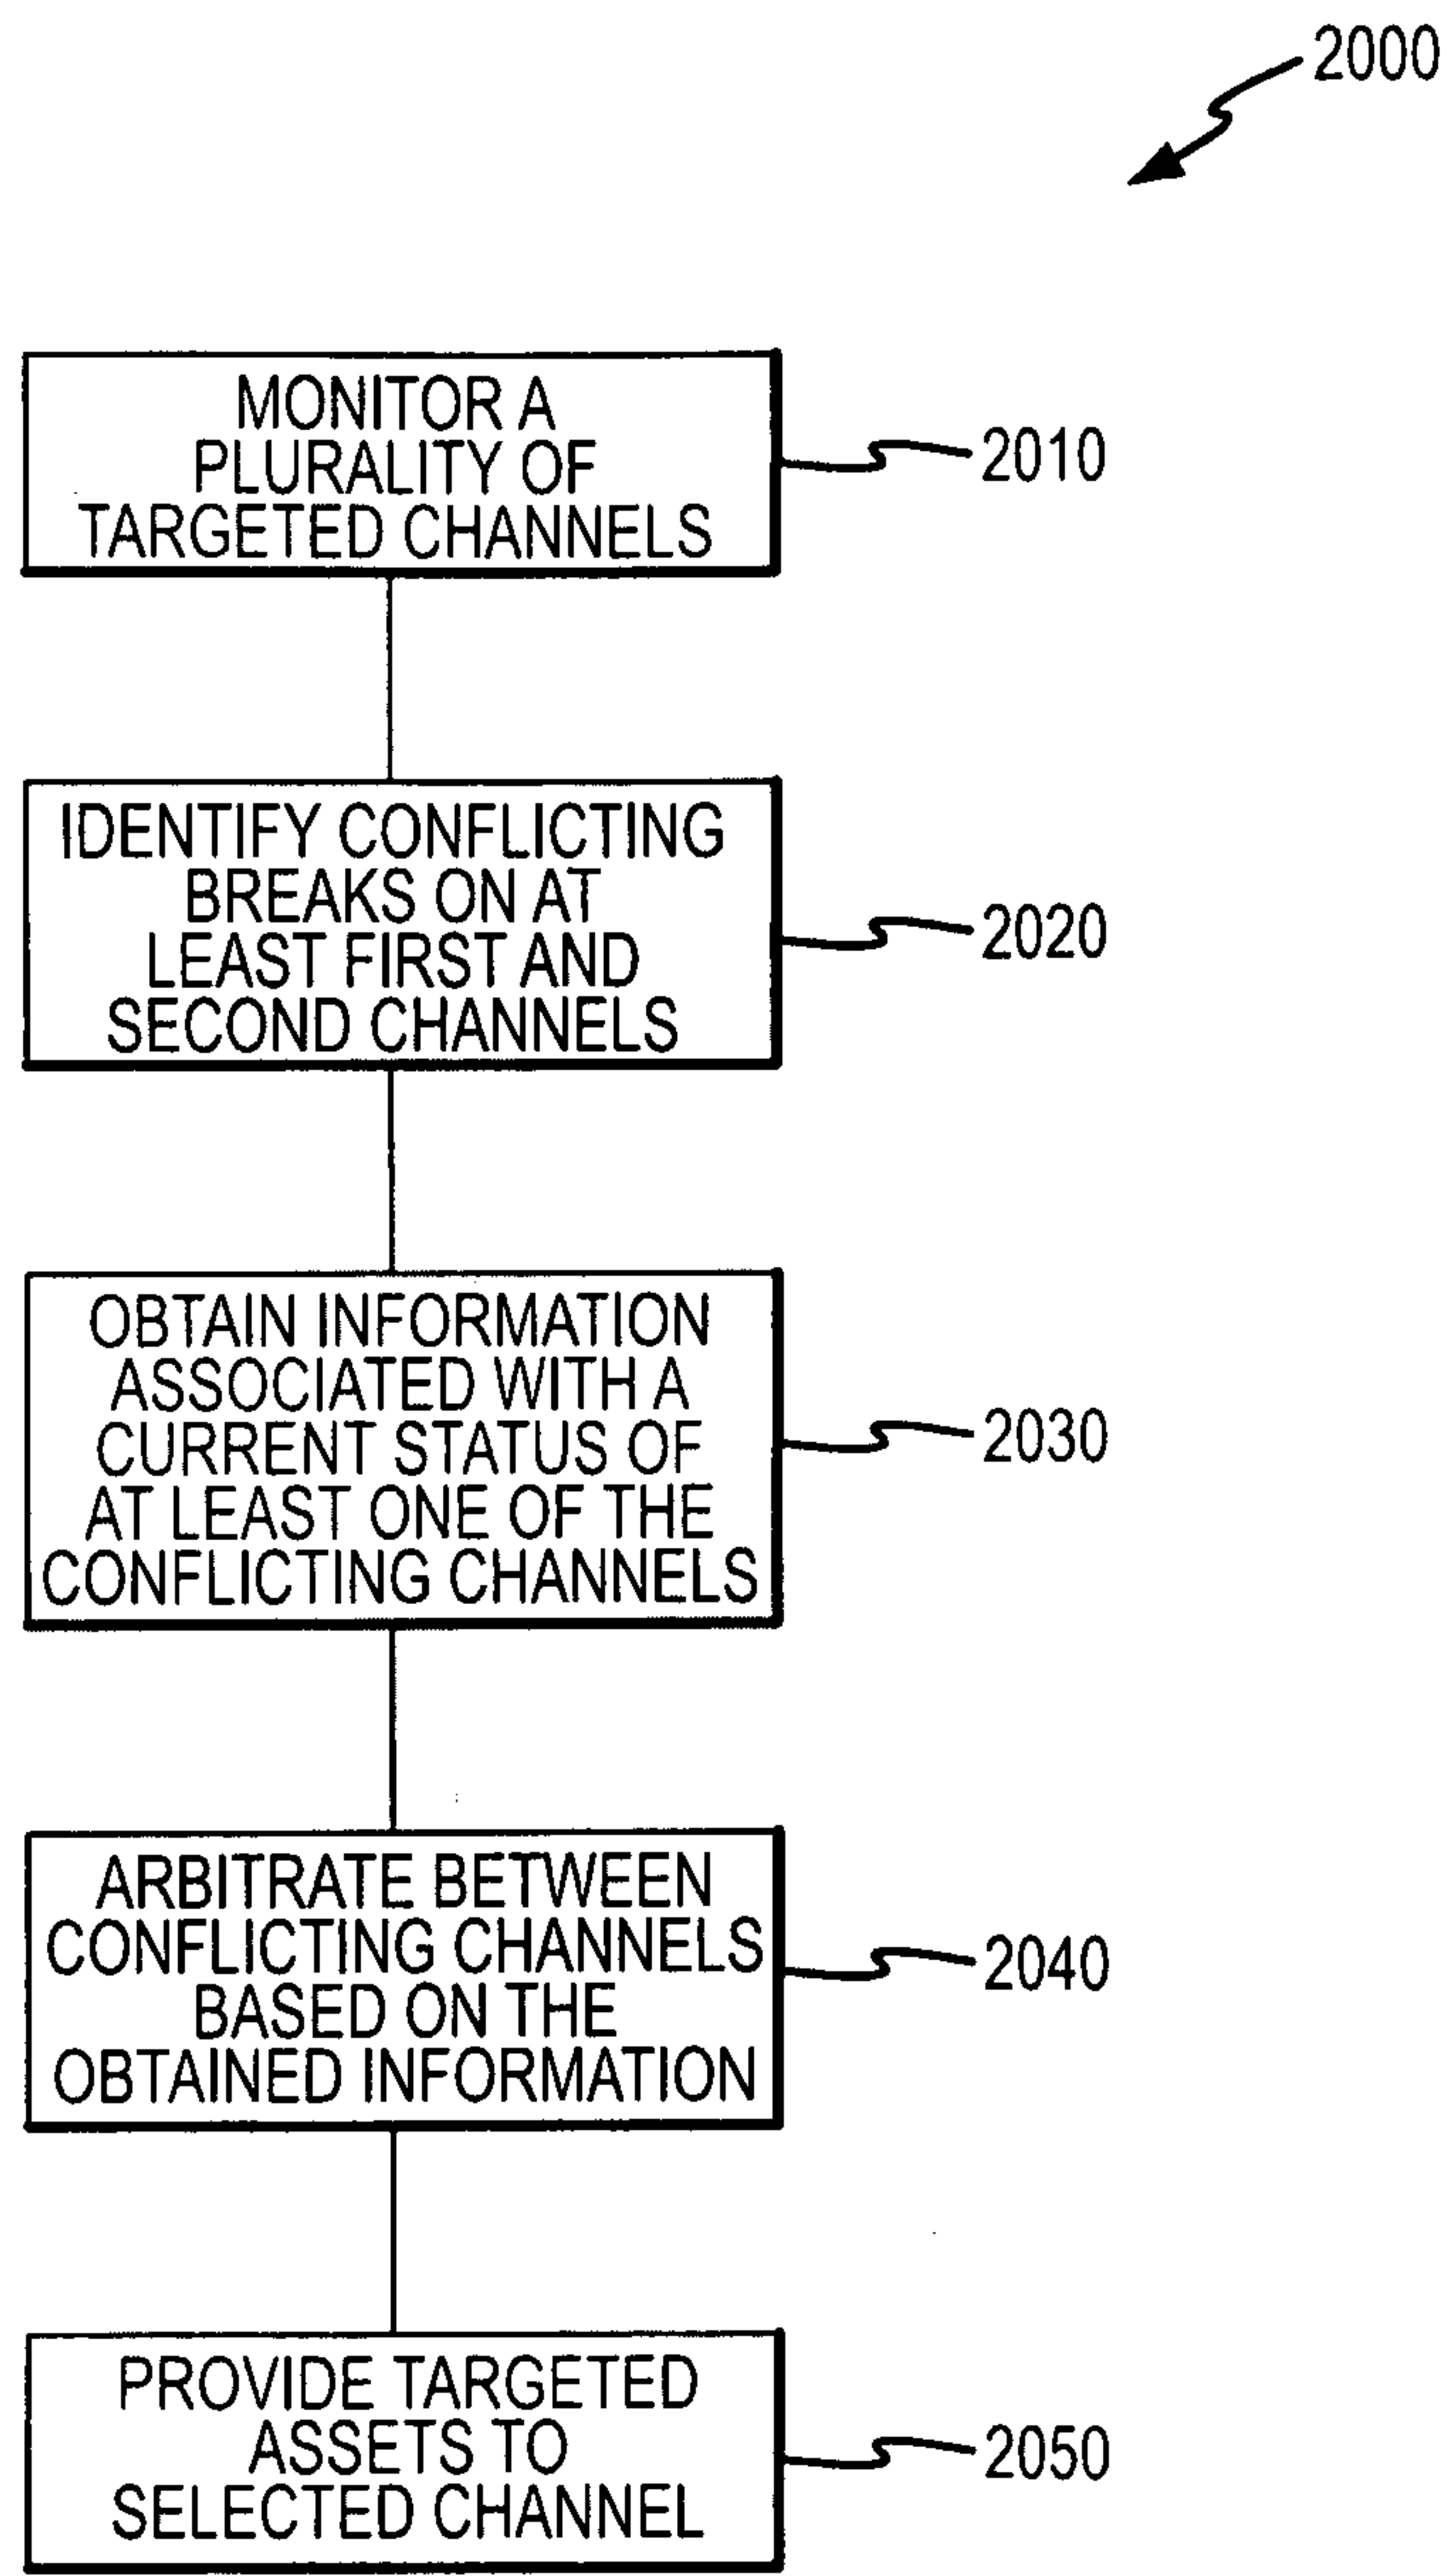 2000
MONITOR A
PLURALITY OF
TARGETED CHANNELS
2010
IDENTIFY CONFLICTING
BREAKS ON AT
LEAST FIRST AND
SECOND CHANNELS
2020
OBTAIN INFORMATION
ASSOCIATED WITH A
CURRENT STATUS OF
AT LEAST ONE OF THE
CONFLICTING CHANNELS
2030
ARBITRATE BETWEEN
CONFLICTING CHANNELS
BASED ON THE
OBTAINED INFORMATION
2040
PROVIDE TARGETED
ASSETS TO
SELECTED CHANNEL
2050